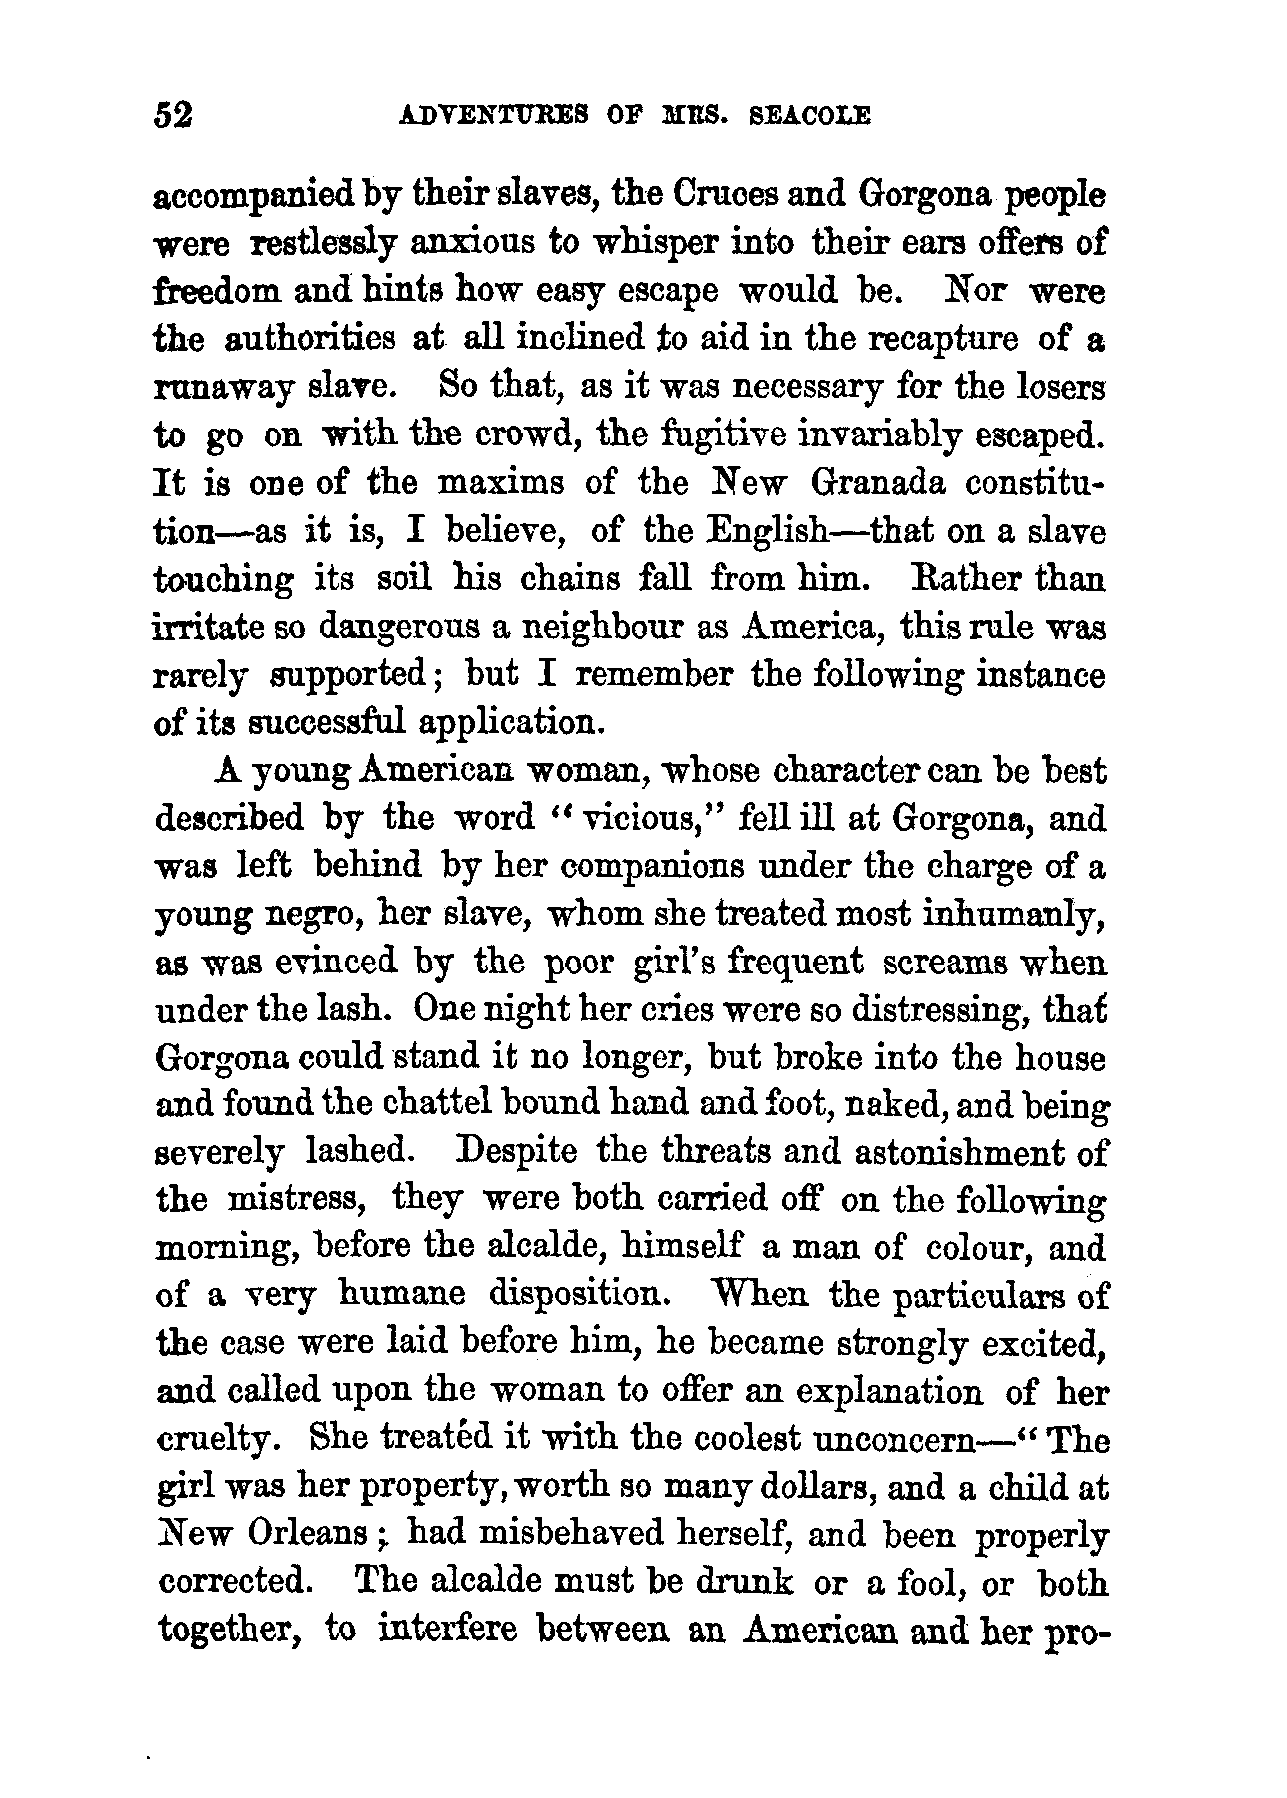 52 ADVENTURES OF MRS. SEACOLE
accompanied by their slaves, the Cruces and Gorgona people
were restlessly anxious to whisper into their ears offers of
freedom and hints how easy escape would be. Nor were
the authorities at all inclined to aid in the recapture of a
runaway slave. So that, as it was necessary for the losers
to go on with the crowd, the fugitive invariably escaped.
It is one of the maxims of the New Granada constitu-
tion—as it is, I believe, of the English—that on a slave
touching its soil his chains fall from him. Rather than
irritate so dangerous a neighbour as America, this rule was
rarely supported; but I remember the following instance
of its successful application.
A young American woman, whose character can be best
described by the word “ vicious,” fell ill at Gorgona, and
was left behind by her companions under the charge of a
young negro, her slave, whom she treated most inhumanly,
as was evinced by the poor girl's frequent screams when
under the lash. One night her cries were so distressing, that
Gorgona could stand it no longer, but broke into the house
and found the chattel bound hand and foot, naked, and being
severely lashed. Despite the threats and astonishment of
the mistress, they were both carried off on the following
morning, before the alcalde, himself a man of colour, and
of a very humane disposition. When the particulars of
the case were laid before him, he became strongly excited,
and called upon the woman to offer an explanation of her
cruelty. She treated it with the coolest unconcern—“ The
girl was her property, worth so many dollars, and a child at
New Orleans; had misbehaved herself, and been properly
corrected. The alcalde must be drunk or a fool, or both
together, to interfere between an American and her pro-